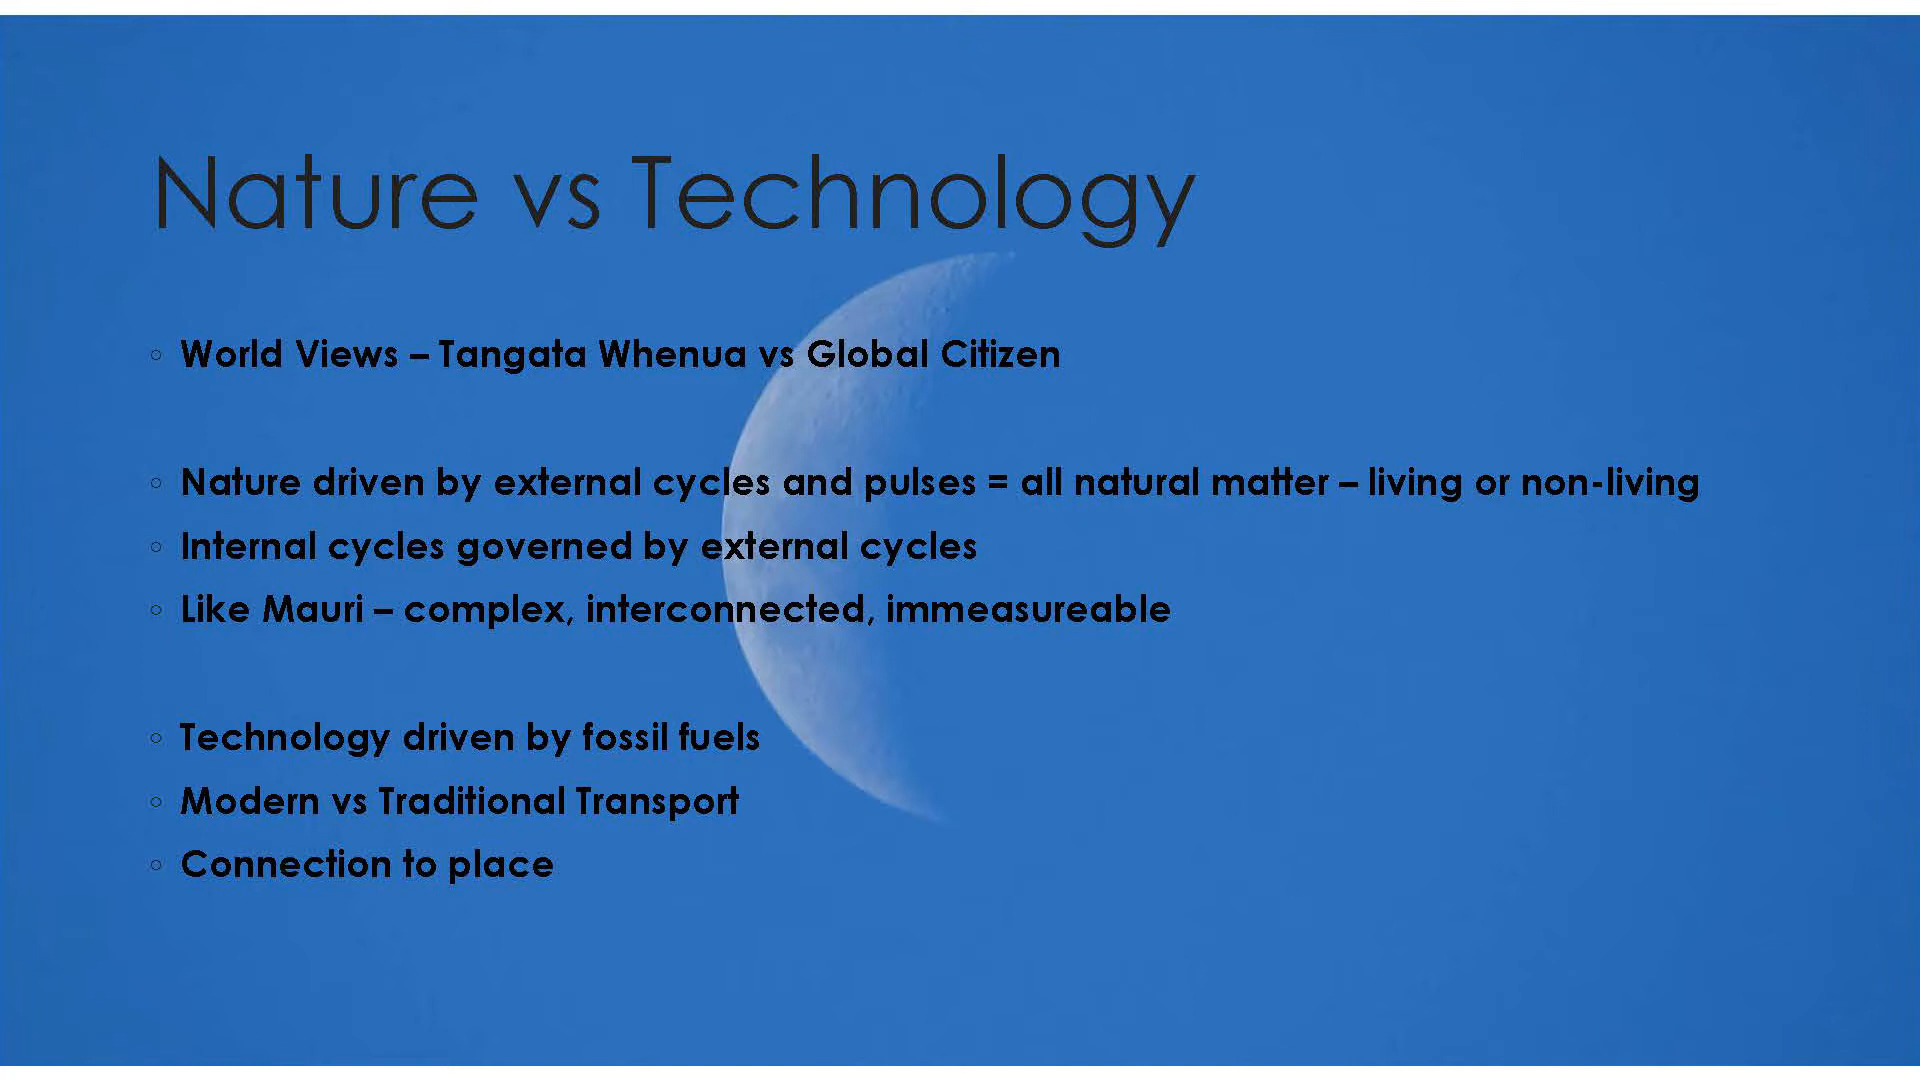 Nature vs Technology
◦ World Views – Tangata Whenua vs Global Citizen
◦ Nature driven by external cycles and pulses = all natural matter – living or non-living
◦ Internal cycles governed by external cycles
◦ Like Mauri – complex, interconnected, immeasureable
◦ Technology driven by fossil fuels
◦ Modern vs Traditional Transport
◦ Connection to place